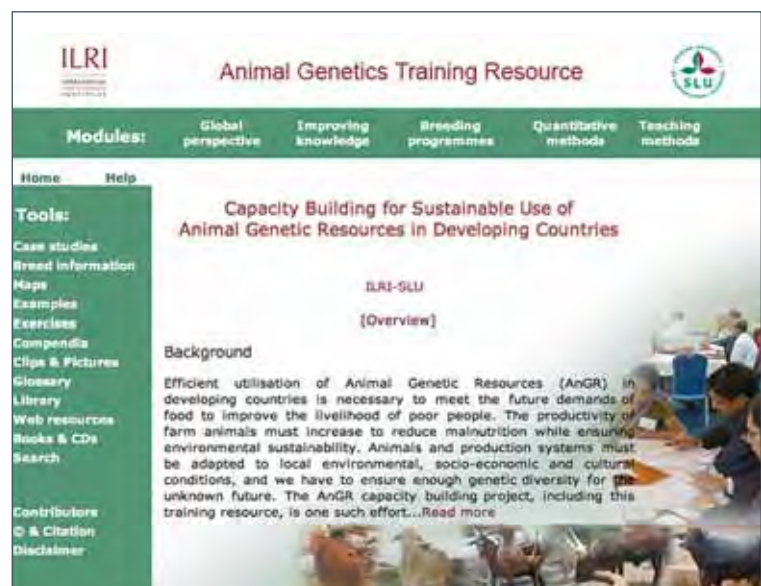 ILRI
Animal Genetics Training Resource
SLU
Modules:
Global perspective
Improving knowledge
Breeding programmes
Quantitative methods
Teaching methods
Home Help
Tools:
Case studies
Breed information
Maps
Examples
Exercises
Compendia
Clips & Pictures
Glossary
Library
Web resources
Books & CDs
Search
Contributors
© & Citation
Disclaimer
Capacity Building for Sustainable Use of
Animal Genetic Resources in Developing Countries
ILRI-SLU
[Overview]
Background
Efficient utilisation of Animal Genetic Resources (AnGR) in
developing countries is necessary to meet the future demands of
food to improve the livelihood of poor people. The productivity of
farm animals must increase to reduce malnutrition while ensuring
environmental sustainability. Animals and production systems must
be adapted to local environmental, socio-economic and cultural
conditions, and we have to ensure enough genetic diversity for the
unknown future. The AnGR capacity building project, including this
training resource, is one such effort...Read more